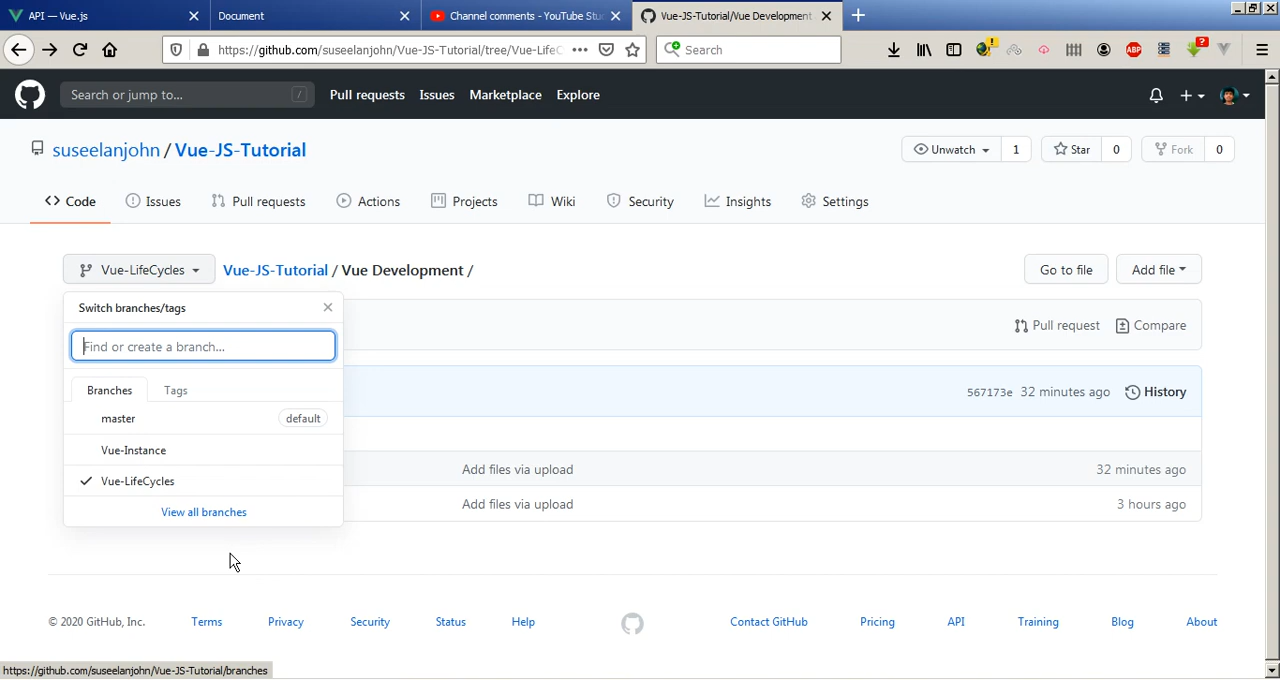 API — Vue.js
Document
Channel comments - YouTube Stu
Vue-JS-Tutorial/Vue Development
https://github.com/suseelanjohn/Vue-JS-Tutorial/tree/Vue-LifeC
Search
ABP
?
Search or jump to...
/
Pull requests
Issues
Marketplace
Explore
suseelanjohn / Vue-JS-Tutorial
Unwatch
1
Star
0
Fork
0
Code
Issues
Pull requests
Actions
Projects
Wiki
Security
Insights
Settings
Vue-LifeCycles
Vue-JS-Tutorial / Vue Development /
Go to file
Add file
Switch branches/tags
Find or create a branch...
Pull request
Compare
Branches
Tags
567173e 32 minutes ago
History
master
default
Vue-Instance
Add files via upload
32 minutes ago
Vue-LifeCycles
Add files via upload
3 hours ago
View all branches
© 2020 GitHub, Inc.
Terms
Privacy
Security
Status
Help
Contact GitHub
Pricing
API
Training
Blog
About
https://github.com/suseelanjohn/Vue-JS-Tutorial/branches